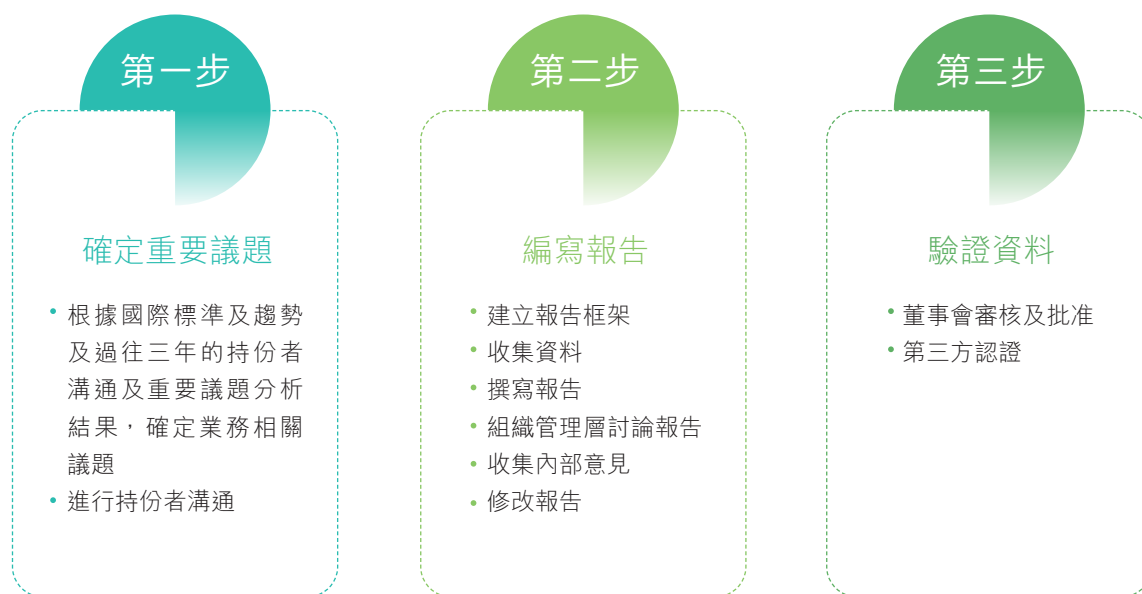 第一步
確定重要議題
• 根據國際標準及趨勢
及過往三年的持份者
溝通及重要議題分析
結果，確定業務相關
議題
• 進行持份者溝通
第二步
編寫報告
• 建立報告框架
• 收集資料
• 撰寫報告
• 組織管理層討論報告
• 收集內部意見
• 修改報告
第三步
驗證資料
• 董事會審核及批准
• 第三方認證